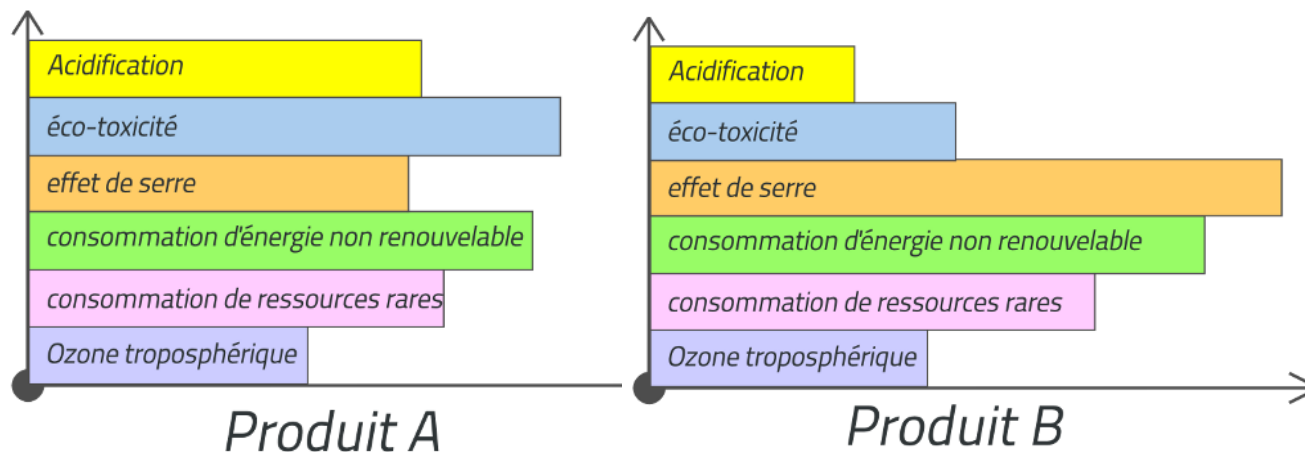 Acidification
éco-toxicité
effet de serre
consommation d'énergie non renouvelable
consommation de ressources rares
Ozone troposphérique
Produit A
Acidification
éco-toxicité
effet de serre
consommation d'énergie non renouvelable
consommation de ressources rares
Ozone troposphérique
Produit B